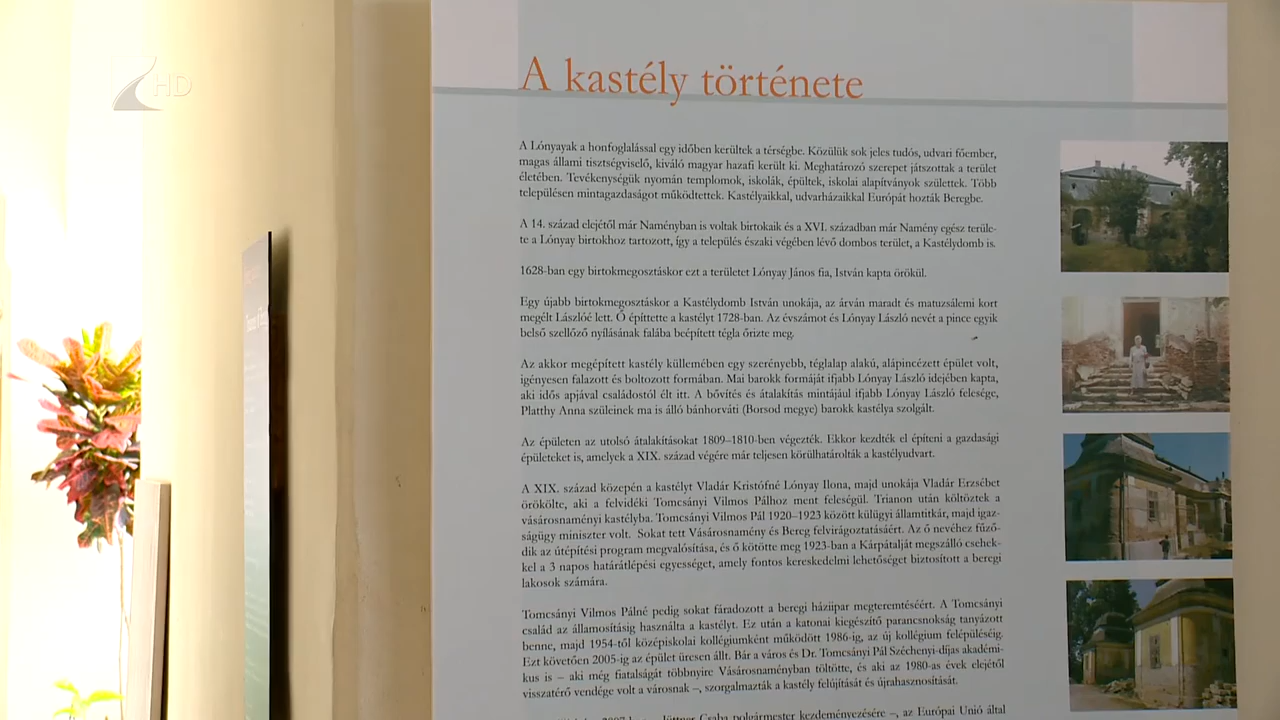 HD
A kastély története
A Lónyayak a honfoglalással egy időben kerültek a térségbe. Közülük sok jeles tudós, udvari főember,
magas állami tisztségviselő, kiváló magyar hazafi került ki. Meghatározó szerepet játszottak a terület
életében. Tevékenységük nyomán templomok, iskolák, épültek, iskolai alapítványok születtek. Több
településen mintagazdaságot működtettek. Kastélyaikkal, udvarházaikkal Európát hozták Beregbe.
A 14. század elejétől már Naményban is voltak birtokaik és a XVI. században már Namény egész terüle-
te a Lónyay birtokhoz tartozott, így a település északi végében lévő dombos terület, a Kastélydomb is.
1628-ban egy birtokmegosztáskor ezt a területet Lónyay János fia, István kapta örökül.
Egy újabb birtokmegosztáskor a Kastélydomb István unokája, az árván maradt és matuzsálemi kort
megélt Lászlóé lett. Ő építtette a kastélyt 1728-ban. Az évszámot és Lónyay László nevét a pince egyik
belső szellőző nyílásának falába beépített tégla őrizte meg.
Az akkor megépített kastély küllemében egy szerényebb, téglalap alakú, alápincézett épület volt,
igényesen falazott és boltozott formában. Mai barokk formáját ifjabb Lónyay László idejében kapta,
aki idős apjával családostól élt itt. A bővítés és átalakítás mintájául ifjabb Lónyay László felesége,
Platthy Anna szüleinek ma is álló bánhorváti (Borsod megye) barokk kastélya szolgált.
Az épületen az utolsó átalakításokat 1809–1810-ben végezték. Ekkor kezdték el építeni a gazdasági
épületeket is, amelyek a XIX. század végére már teljesen körülhatárolták a kastélyudvart.
A XIX. század közepén a kastélyt Vladár Kristófné Lónyay Ilona, majd unokája Vladár Erzsébet
örökölte, aki a felvidéki Tomcsányi Vilmos Pálhoz ment feleségül. Trianon után költöztek a
vásárosnaményi kastélyba. Tomcsányi Vilmos Pál 1920–1923 között külügyi államtitkár, majd igaz-
ságügy miniszter volt. Sokat tett Vásárosnamény és Bereg felvirágoztatásáért. Az ő nevéhez fűző-
dik az útépítési program megvalósítása, és ő kötötte meg 1923-ban a Kárpátalját megszálló csehek-
kel a 3 napos határátlépési egyességet, amely fontos kereskedelmi lehetőséget biztosított a beregi
lakosok számára.
Tomcsányi Vilmos Pálné pedig sokat fáradozott a beregi háziipar megteremtéséért. A Tomcsányi
család az államosításig használta a kastélyt. Ez után a katonai kiegészítő parancsnokság tanyázott
benne, majd 1954-től középiskolai kollégiumként működött 1986-ig, az új kollégium felépüléséig.
Ezt követően 2005-ig az épület üresen állt. Bár a város és Dr. Tomcsányi Pál Széchenyi-díjas akadémi-
kus is – aki még fiatalságát többnyire Vásárosnaményban töltötte, és aki az 1980-as évek elejétől
visszatérő vendége volt a városnak –, szorgalmazták a kastély felújítását és újrahasznosítását.
Csaba polgármester kezdeményezésére –, az Európai Unió által